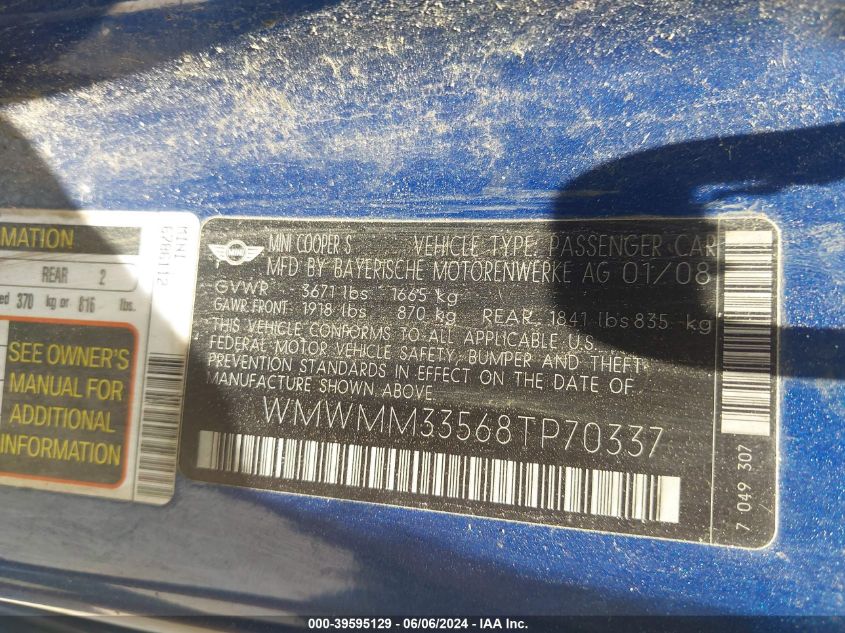 MATION
REAR 2
ed 370 kg or 816 lbs.
SEE OWNER'S
MANUAL FOR
ADDITIONAL
INFORMATION
MINI
MINI
MINI COOPER S VEHICLE TYPE: PASSENGER CAR
MFD BY BAYERISCHE MOTORENWERKE AG 01/08
GVWR 3671 lbs 1665 kg
GAWR FRONT 1918 lbs 870 kg REAR 1841 lbs 835 kg
THIS VEHICLE CONFORMS TO ALL APPLICABLE U.S
FEDERAL MOTOR VEHICLE SAFETY, BUMPER AND THEFT
PREVENTION STANDARDS IN EFFECT ON THE DATE OF
MANUFACTURE SHOWN ABOVE.
WMWMM33568TP70337
7 049 307
000-39595129 - 06/06/2024 - IAA Inc.